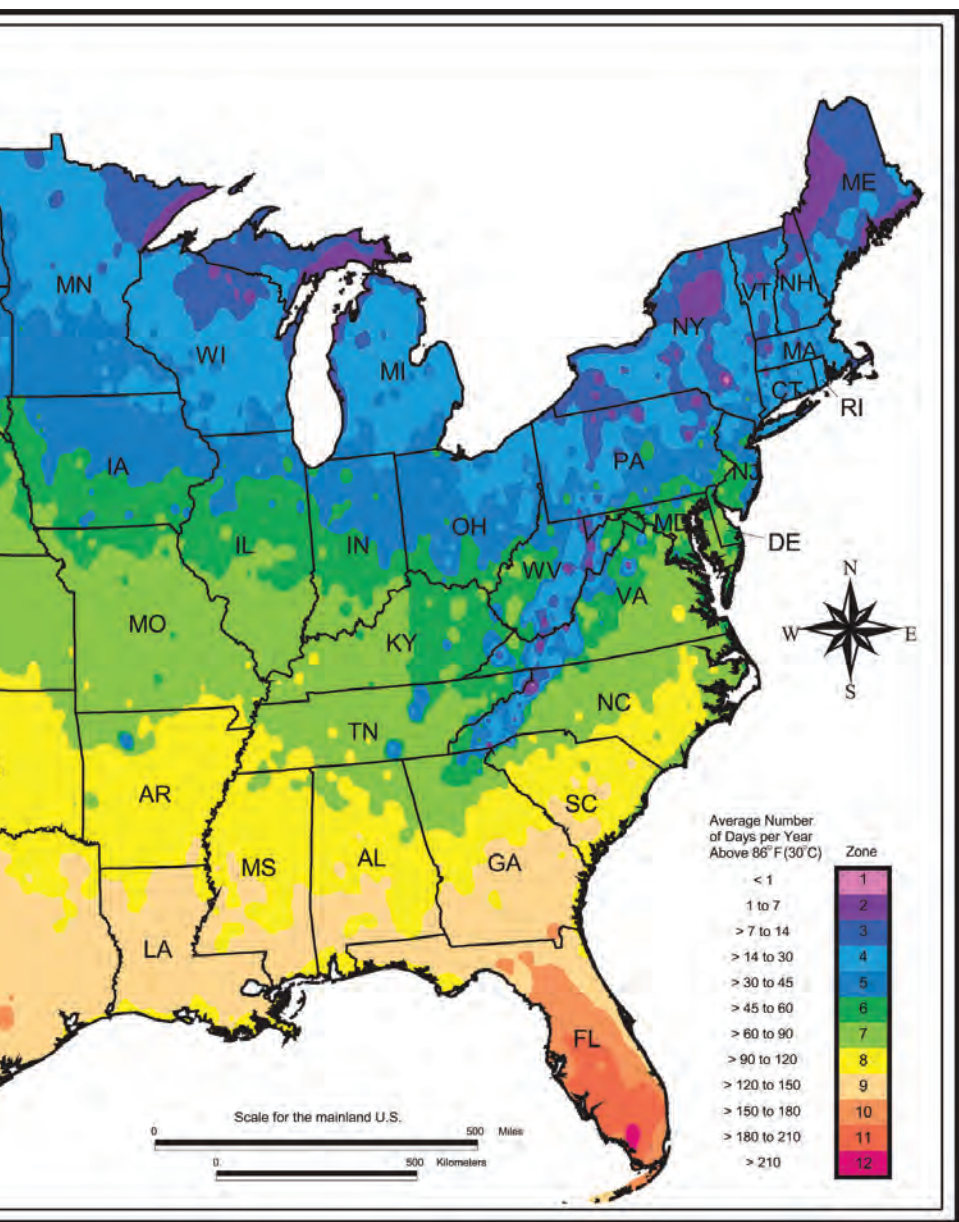 ME
MN
VT
NH
NY
WI
MA
MI
CT
RI
IA
PA
NJ
OH
IL
IN
MD
DE
WV
VA
N
MO
KY
W
E
S
NC
TN
AR
SC
MS
AL
GA
LA
FL
Average Number
of Days per Year
Above 86°F (30°C) Zone
< 1 1
1 to 7 2
> 7 to 14 3
> 14 to 30 4
> 30 to 45 5
> 45 to 60 6
> 60 to 90 7
> 90 to 120 8
> 120 to 150 9
> 150 to 180 10
> 180 to 210 11
> 210 12
Scale for the mainland U.S.
0 500 Miles
0 500 Kilometers